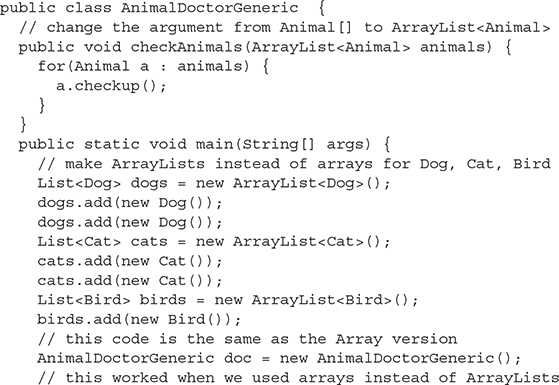 public class AnimalDoctorGeneric  {
  // change the argument from Animal[] to ArrayList<Animal>
  public void checkAnimals(ArrayList<Animal> animals) {
    for(Animal a : animals) {
      a.checkup();
    }
  }
  public static void main(String[] args) {
    // make ArrayLists instead of arrays for Dog, Cat, Bird
    List<Dog> dogs = new ArrayList<Dog>();
    dogs.add(new Dog());
    dogs.add(new Dog());
    List<Cat> cats = new ArrayList<Cat>();
    cats.add(new Cat());
    cats.add(new Cat());
    List<Bird> birds = new ArrayList<Bird>();
    birds.add(new Bird());
    // this code is the same as the Array version
    AnimalDoctorGeneric doc = new AnimalDoctorGeneric();
    // this worked when we used arrays instead of ArrayLists